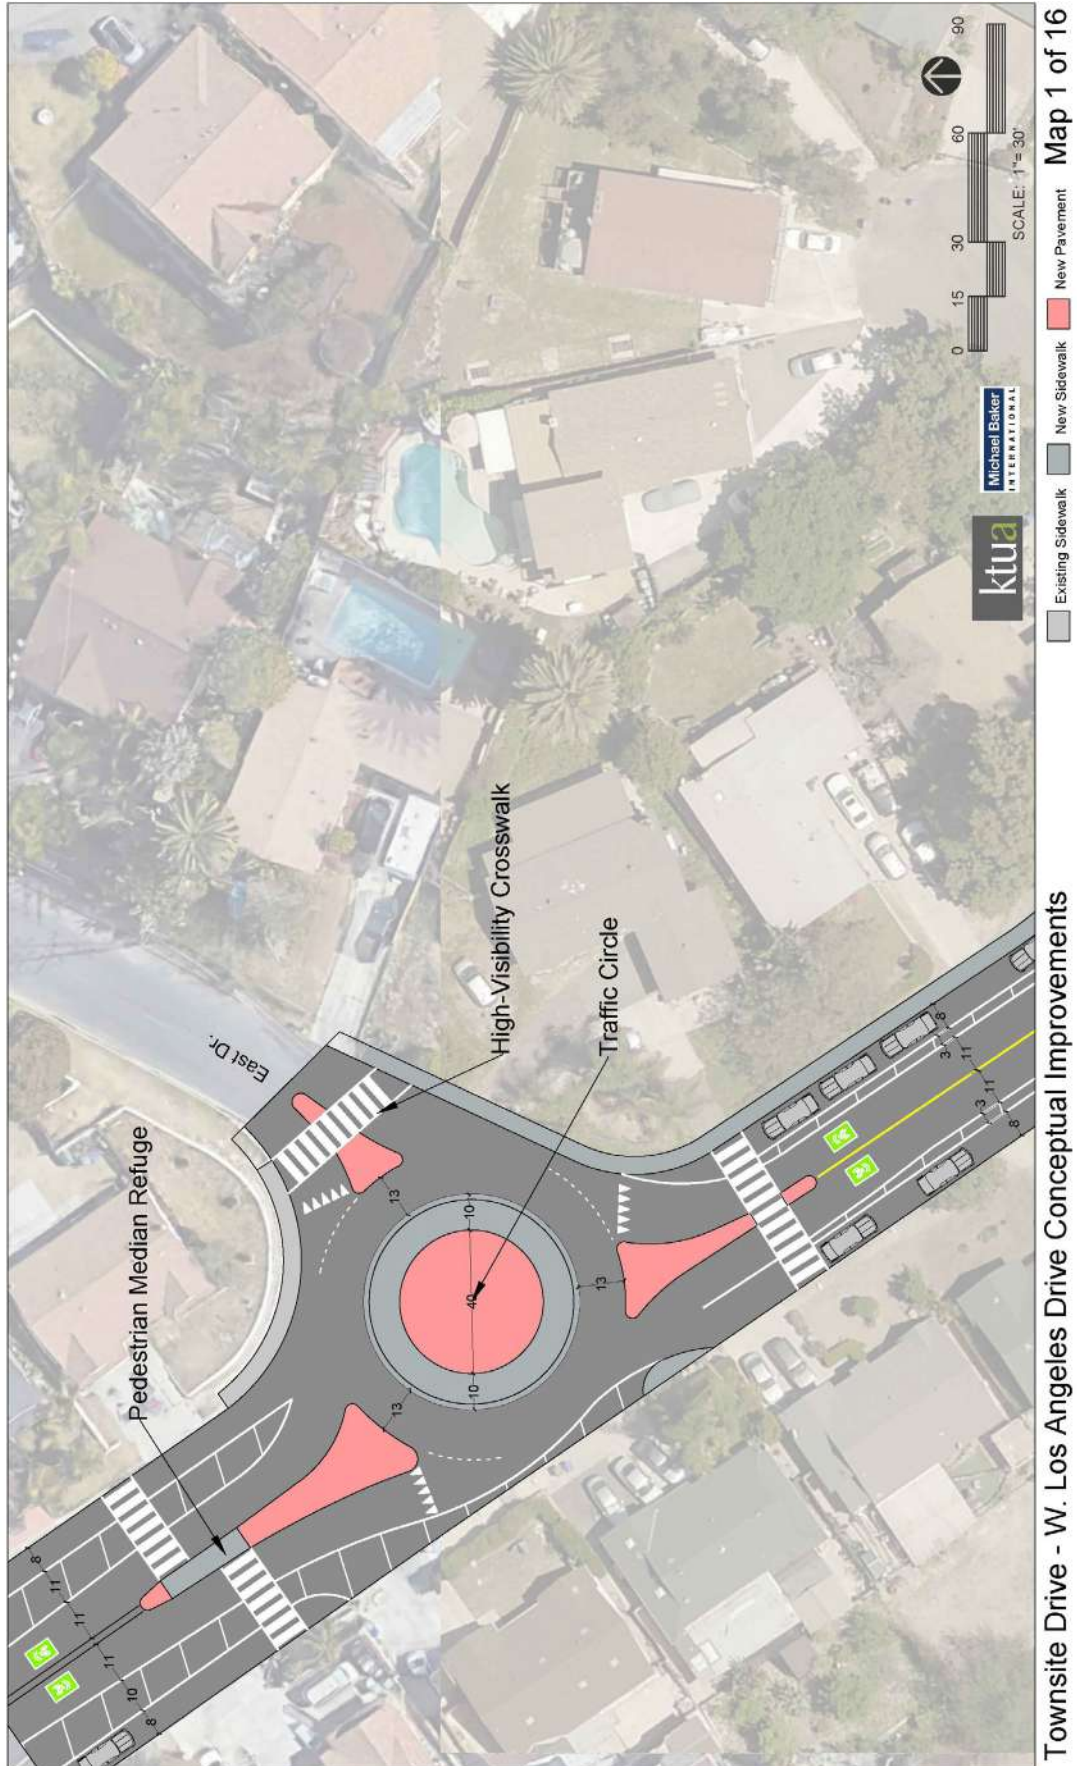 East Dr.
Pedestrian Median Refuge
High-Visibility Crosswalk
Traffic Circle
8
11
11
11
10
8
13
13
13
10
40
10
8
3
11
11
3
8
0 15 30 60 90
SCALE: 1"= 30'
ktua
Michael Baker
INTERNATIONAL
Existing Sidewalk New Sidewalk New Pavement
Townsite Drive - W. Los Angeles Drive Conceptual Improvements Map 1 of 16